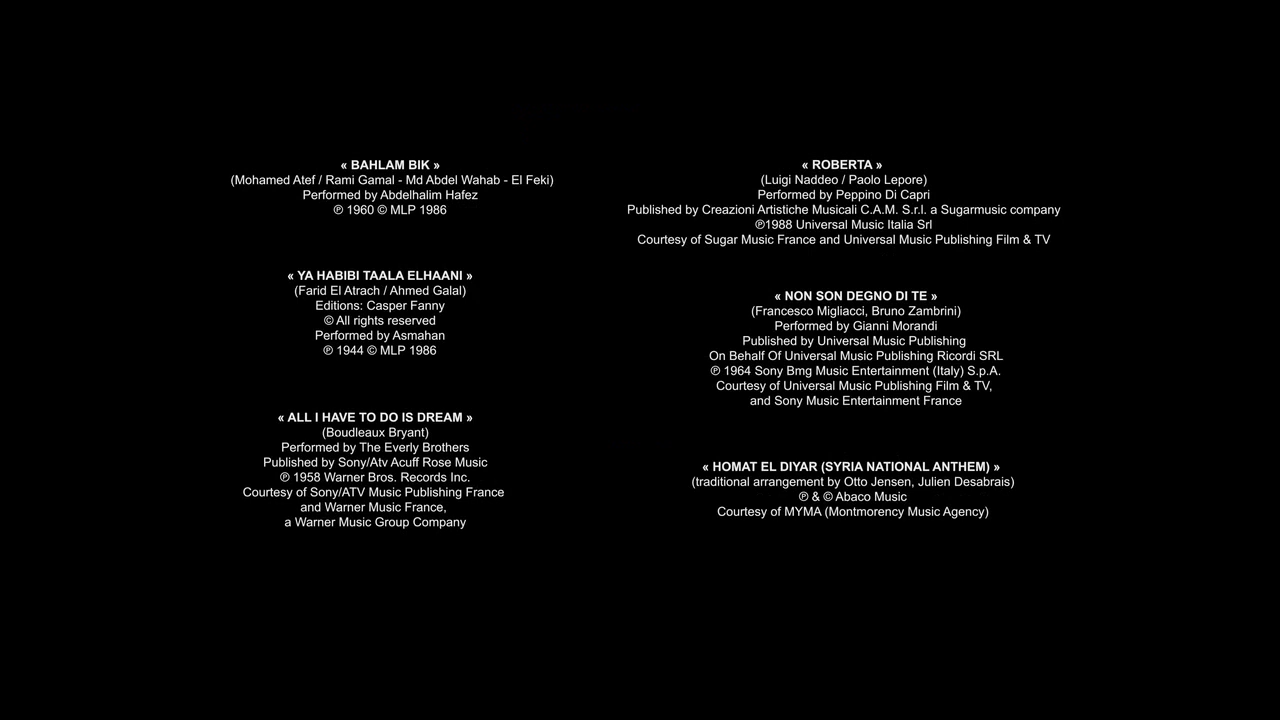 « BAHLAM BIK »
(Mohamed Atef / Rami Gamal - Md Abdel Wahab - El Feki)
Performed by Abdelhalim Hafez
℗ 1960 © MLP 1986
« YA HABIBI TAALA ELHAANI »
(Farid El Atrach / Ahmed Galal)
Editions: Casper Fanny
© All rights reserved
Performed by Asmahan
℗ 1944 © MLP 1986
« ALL I HAVE TO DO IS DREAM »
(Boudleaux Bryant)
Performed by The Everly Brothers
Published by Sony/Atv Acuff Rose Music
℗ 1958 Warner Bros. Records Inc.
Courtesy of Sony/ATV Music Publishing France
and Warner Music France,
a Warner Music Group Company
« ROBERTA »
(Luigi Naddeo / Paolo Lepore)
Performed by Peppino Di Capri
Published by Creazioni Artistiche Musicali C.A.M. S.r.l. a Sugarmusic company
℗1988 Universal Music Italia Srl
Courtesy of Sugar Music France and Universal Music Publishing Film & TV
« NON SON DEGNO DI TE »
(Francesco Migliacci, Bruno Zambrini)
Performed by Gianni Morandi
Published by Universal Music Publishing
On Behalf Of Universal Music Publishing Ricordi SRL
℗ 1964 Sony Bmg Music Entertainment (Italy) S.p.A.
Courtesy of Universal Music Publishing Film & TV,
and Sony Music Entertainment France
« HOMAT EL DIYAR (SYRIA NATIONAL ANTHEM) »
(traditional arrangement by Otto Jensen, Julien Desabrais)
℗ & © Abaco Music
Courtesy of MYMA (Montmorency Music Agency)